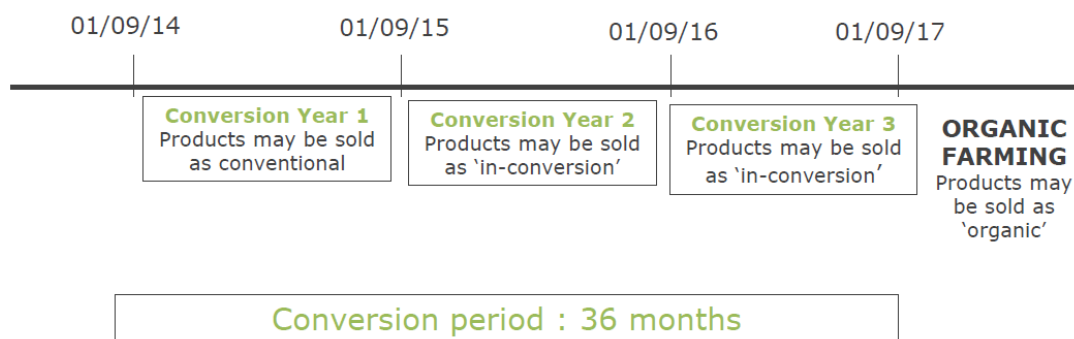 01/09/14
01/09/15
01/09/16
01/09/17
Conversion Year 1
Products may be sold
as conventional
Conversion Year 2
Products may be sold
as ‘in-conversion’
Conversion Year 3
Products may be sold
as ‘in-conversion’
ORGANIC
FARMING
Products may
be sold as
‘organic’
Conversion period : 36 months